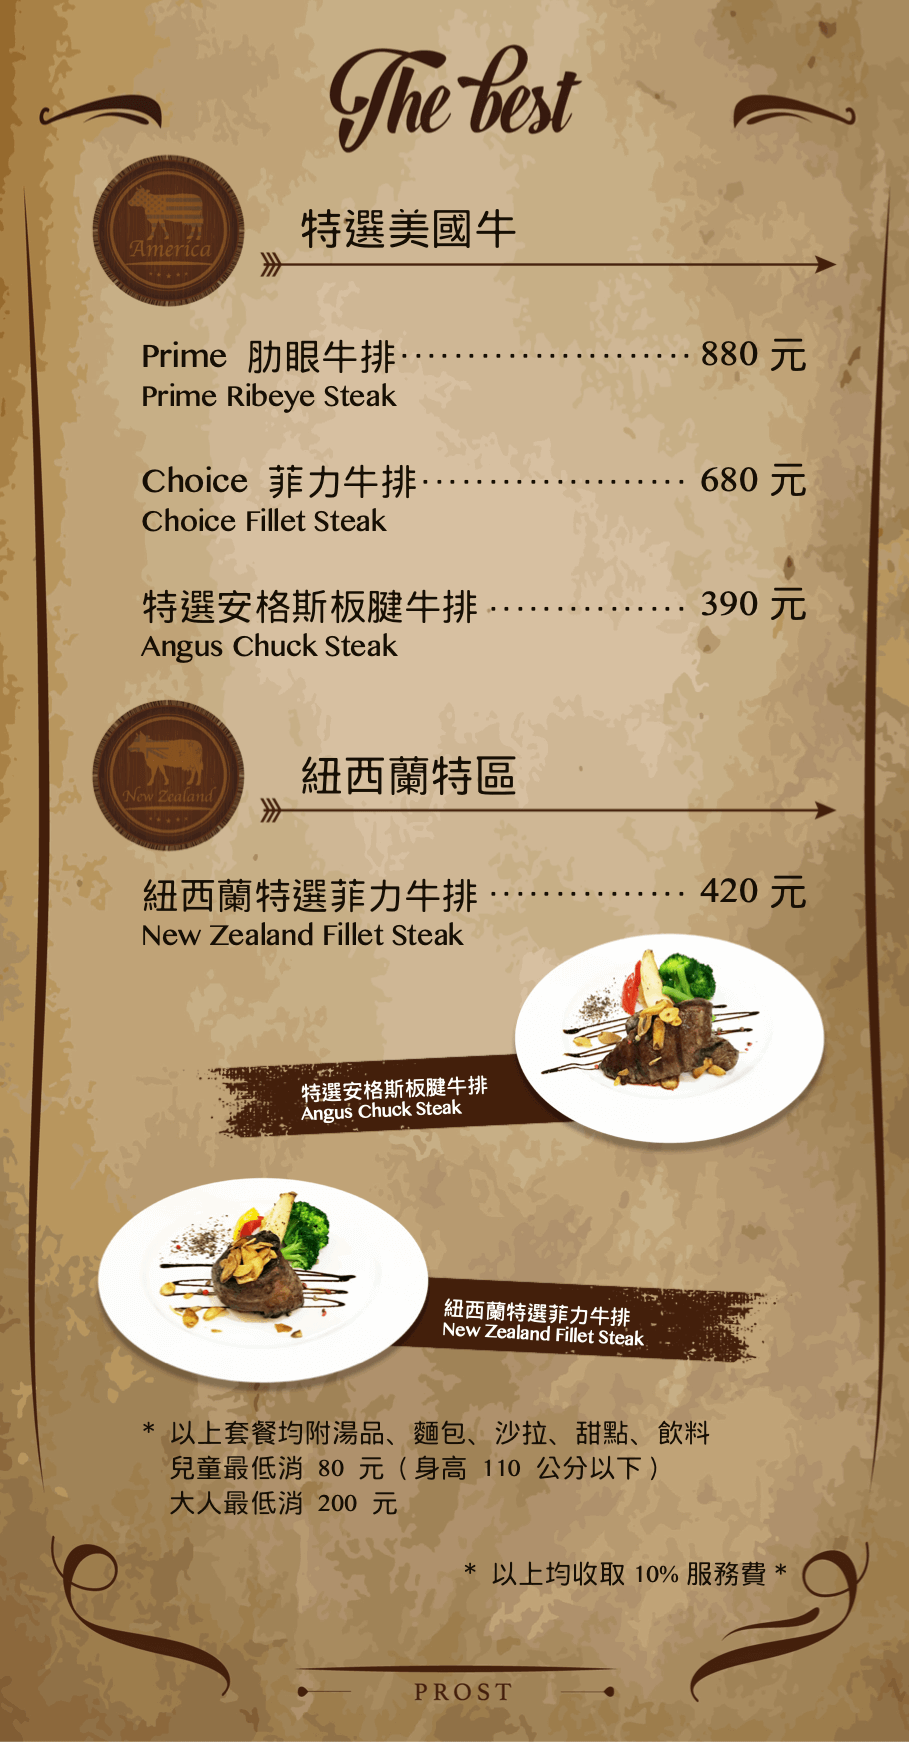 The best
America
特選美國牛
Prime 肋眼牛排······················ 880 元
Prime Ribeye Steak
Choice 菲力牛排···················· 680 元
Choice Fillet Steak
特選安格斯板腱牛排 ··············· 390 元
Angus Chuck Steak
New Zealand
紐西蘭特區
紐西蘭特選菲力牛排 ··············· 420 元
New Zealand Fillet Steak
特選安格斯板腱牛排
Angus Chuck Steak
紐西蘭特選菲力牛排
New Zealand Fillet Steak
* 以上套餐均附湯品、麵包、沙拉、甜點、飲料
兒童最低消 80 元（身高 110 公分以下）
大人最低消 200 元
* 以上均收取 10% 服務費 *
PROST